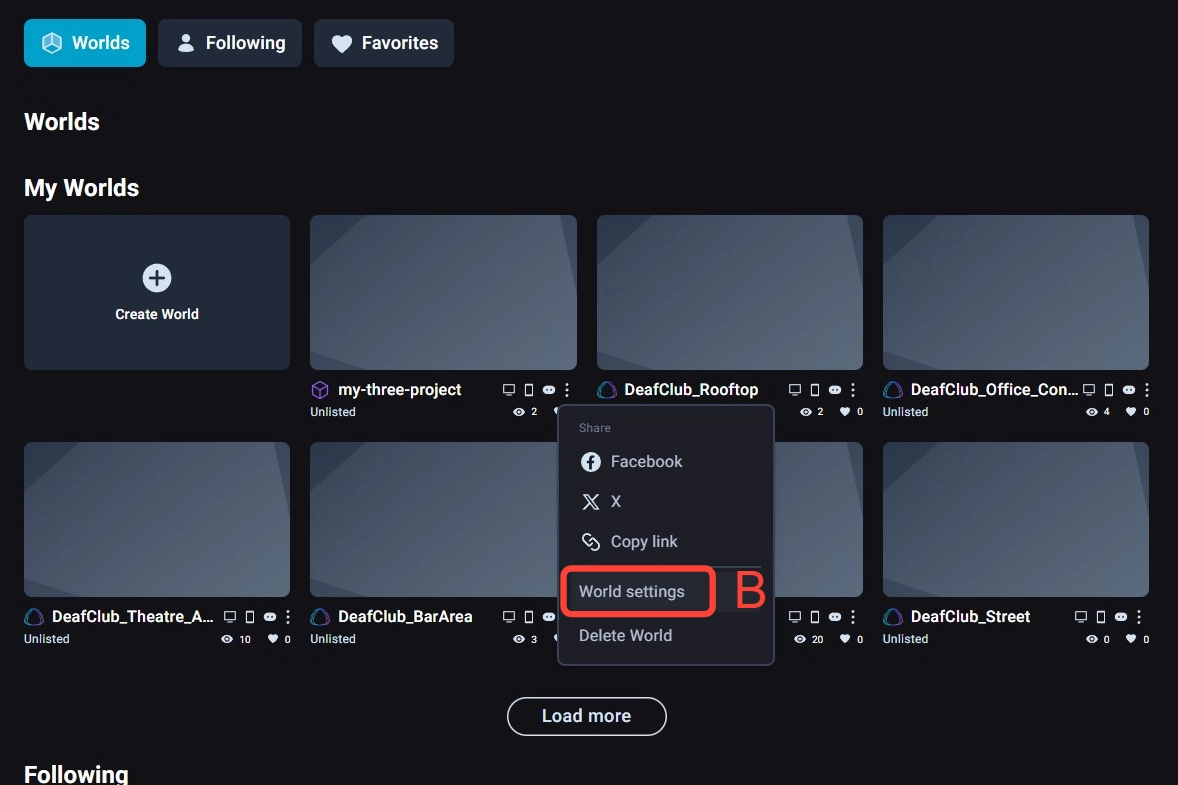 Worlds
Following
Favorites
Worlds
My Worlds
Create World
my-three-project
Unlisted
2
DeafClub_Rooftop
2
0
DeafClub_Office_Con...
Unlisted
4
0
Share
Facebook
X
Copy link
World settings
B
Delete World
DeafClub_Theatre_A...
Unlisted
10
0
DeafClub_BarArea
Unlisted
3
20
0
DeafClub_Street
Unlisted
0
0
Load more
Following